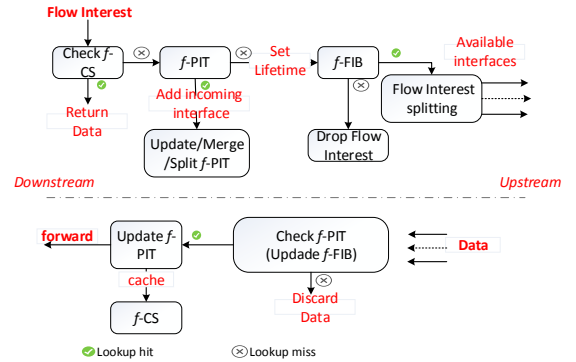 Flow Interest
Check f-
CS
f-PIT
Set
Lifetime
f-FIB
Available
interfaces
Flow Interest
splitting
Return
Data
Add incoming
interface
Update/Merge
/Split f-PIT
Drop Flow
Interest
Downstream
Upstream
forward
Update f-
PIT
Check f-PIT
(Updade f-FIB)
Data
cache
f-CS
Discard
Data
Lookup hit
Lookup miss